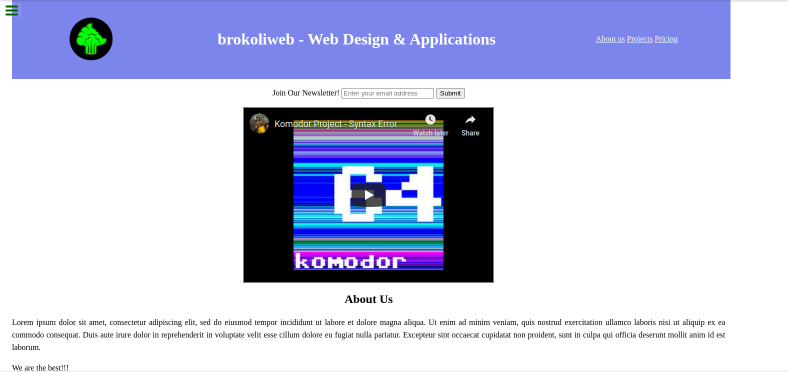 brokoliweb - Web Design & Applications
About us Projects Pricing
Join Our Newsletter! Enter your email address Submit
Komodor Project - Syntax Error
Watch later Share
64
komodor
About Us
Lorem ipsum dolor sit amet, consectetur adipiscing elit, sed do eiusmod tempor incididunt ut labore et dolore magna aliqua. Ut enim ad minim veniam, quis nostrud exercitation ullamco laboris nisi ut aliquip ex ea
commodo consequat. Duis aute irure dolor in reprehenderit in voluptate velit esse cillum dolore eu fugiat nulla pariatur. Excepteur sint occaecat cupidatat non proident, sunt in culpa qui officia deserunt mollit anim id est
laborum.
We are the best!!!